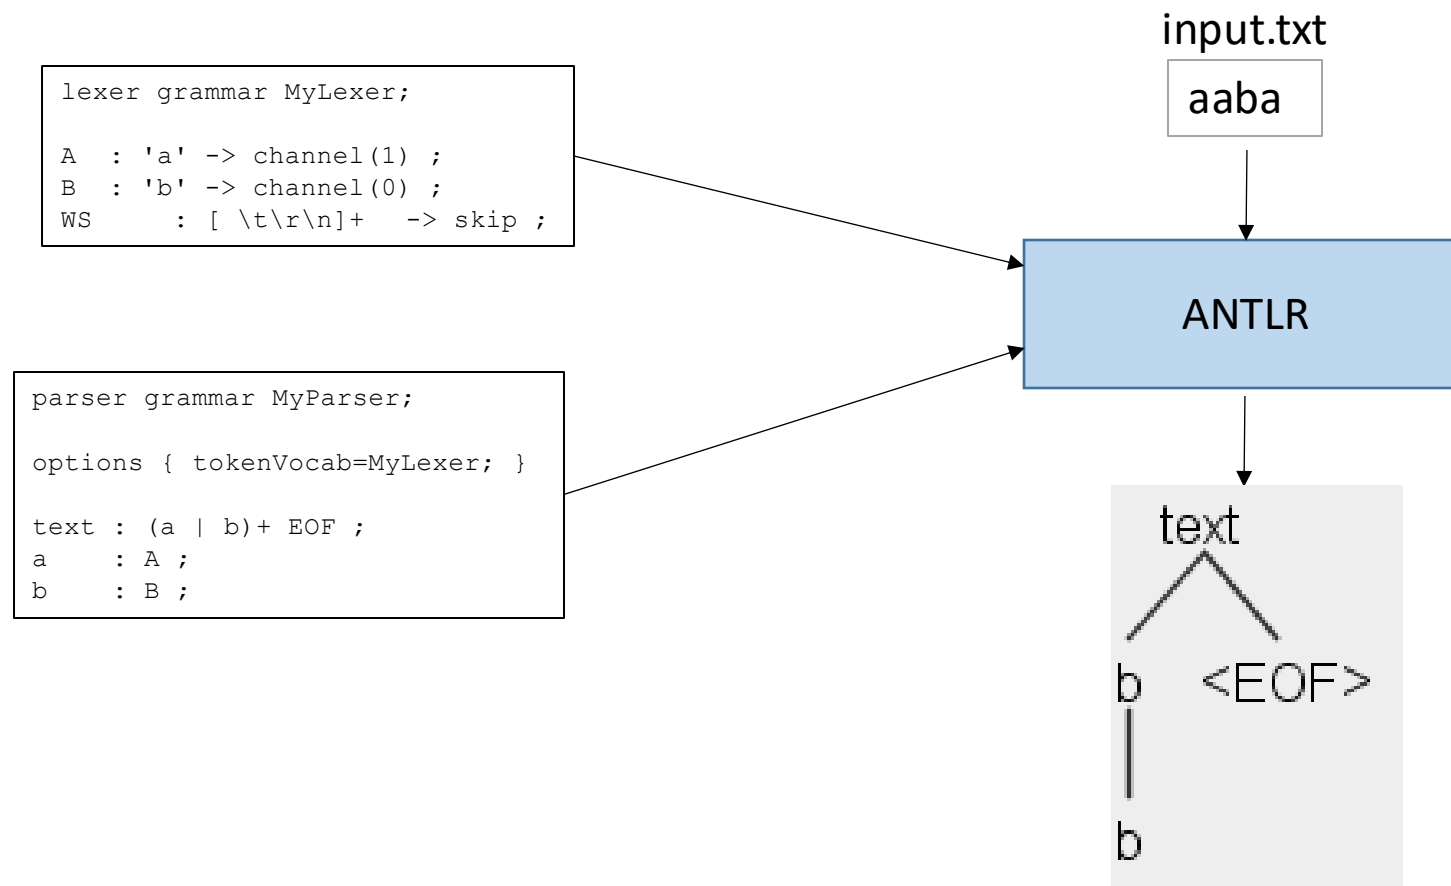 input.txt
aaba
lexer grammar MyLexer;
A  : 'a' -> channel(1) ;
B  : 'b' -> channel(0) ;
WS     : [ \t\r\n]+  -> skip ;
ANTLR
parser grammar MyParser;
options { tokenVocab=MyLexer; }
text : (a | b)+ EOF ;
a    : A ;
b    : B ;
text
b <EOF>
b